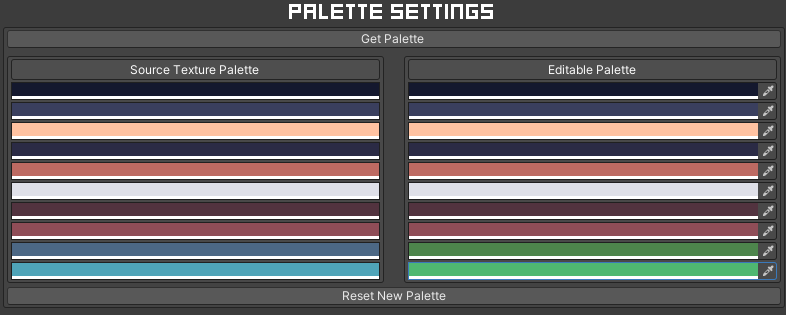 PALETTE SETTINGS
Get Palette
Source Texture Palette
Editable Palette
Reset New Palette